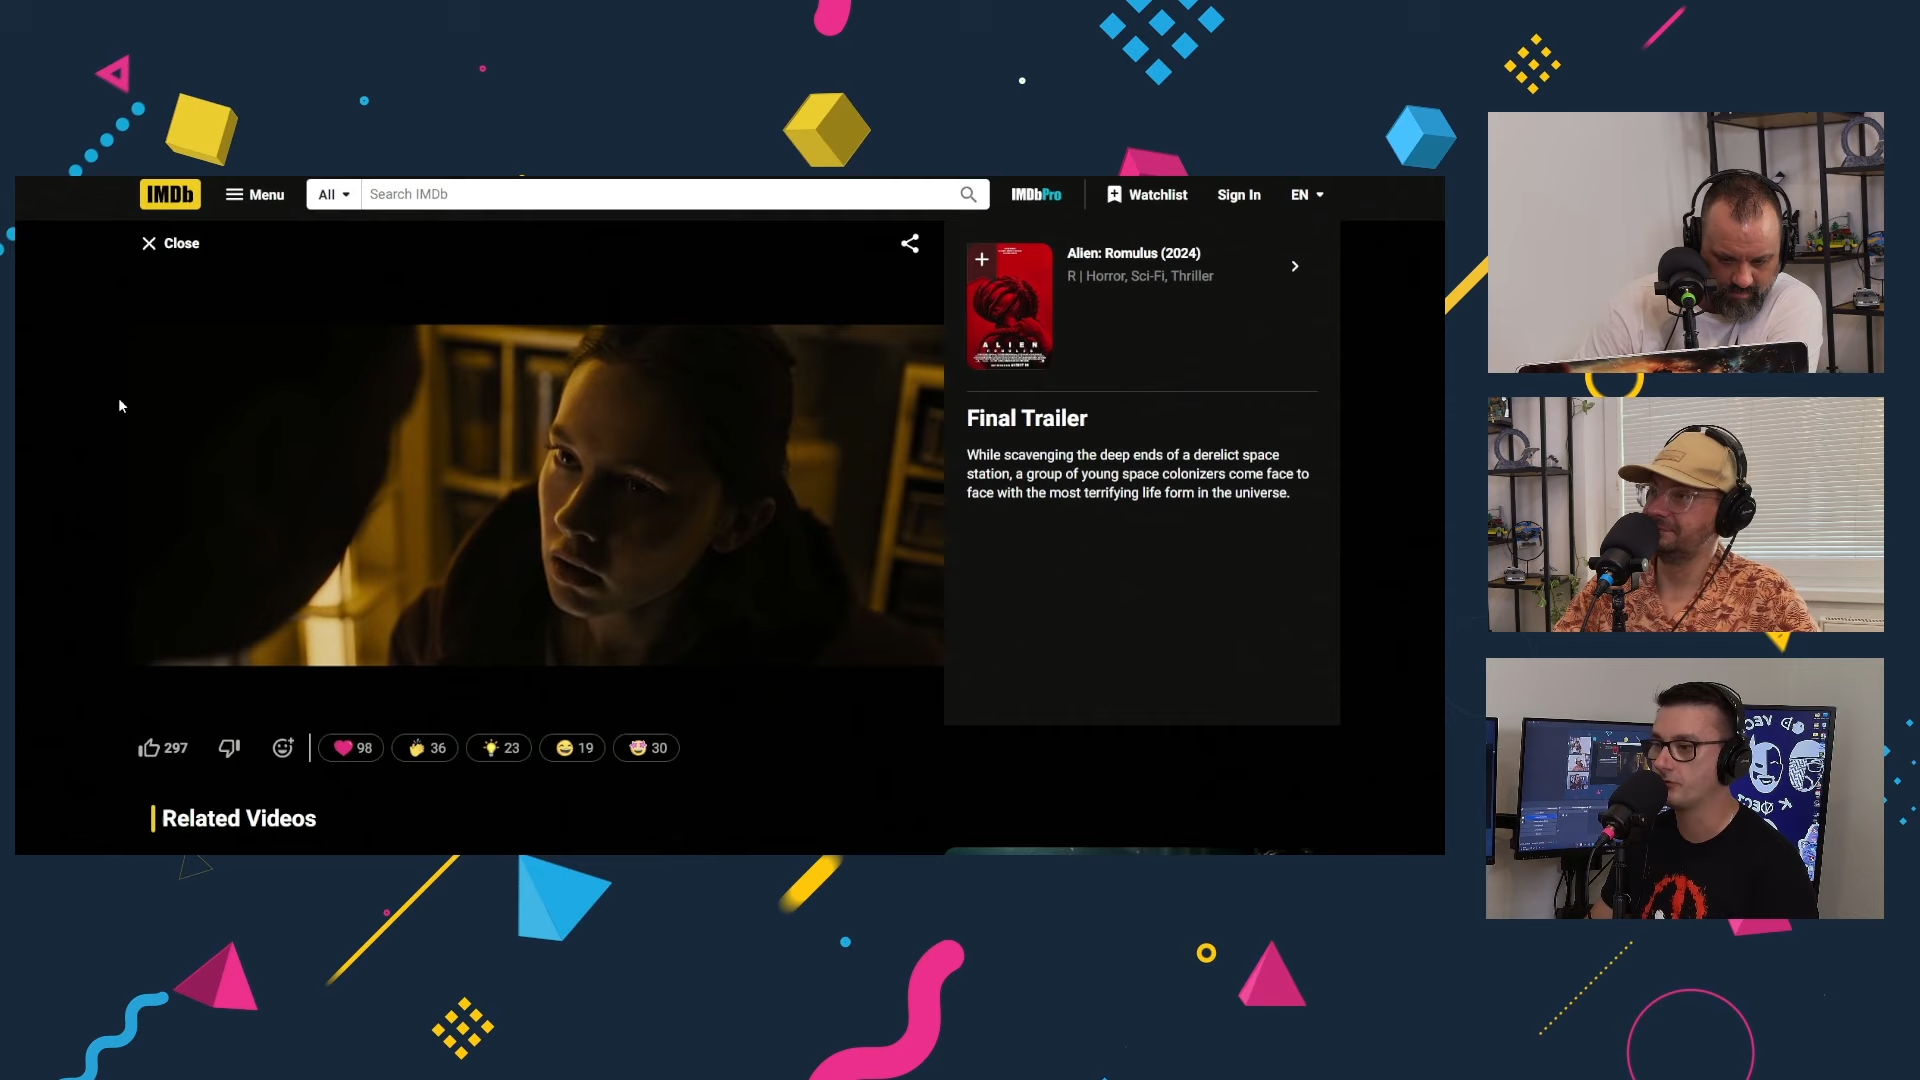 IMDb
Menu
All
Search IMDb
IMDbPro
Watchlist
Sign In
EN
Close
Alien: Romulus (2024)
R | Horror, Sci-Fi, Thriller
ALIEN
Final Trailer
While scavenging the deep ends of a derelict space
station, a group of young space colonizers come face to
face with the most terrifying life form in the universe.
297
98
36
23
19
30
Related Videos